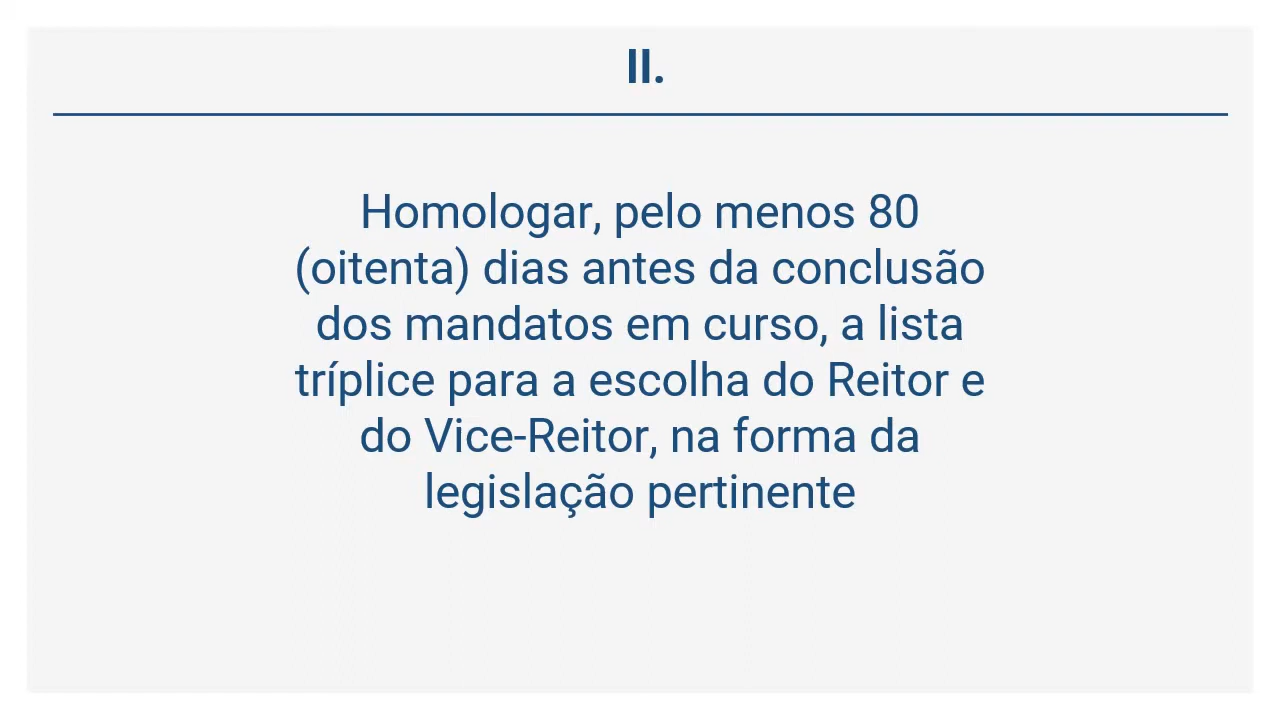 II.
Homologar, pelo menos 80
(oitenta) dias antes da conclusão
dos mandatos em curso, a lista
tríplice para a escolha do Reitor e
do Vice-Reitor, na forma da
legislação pertinente